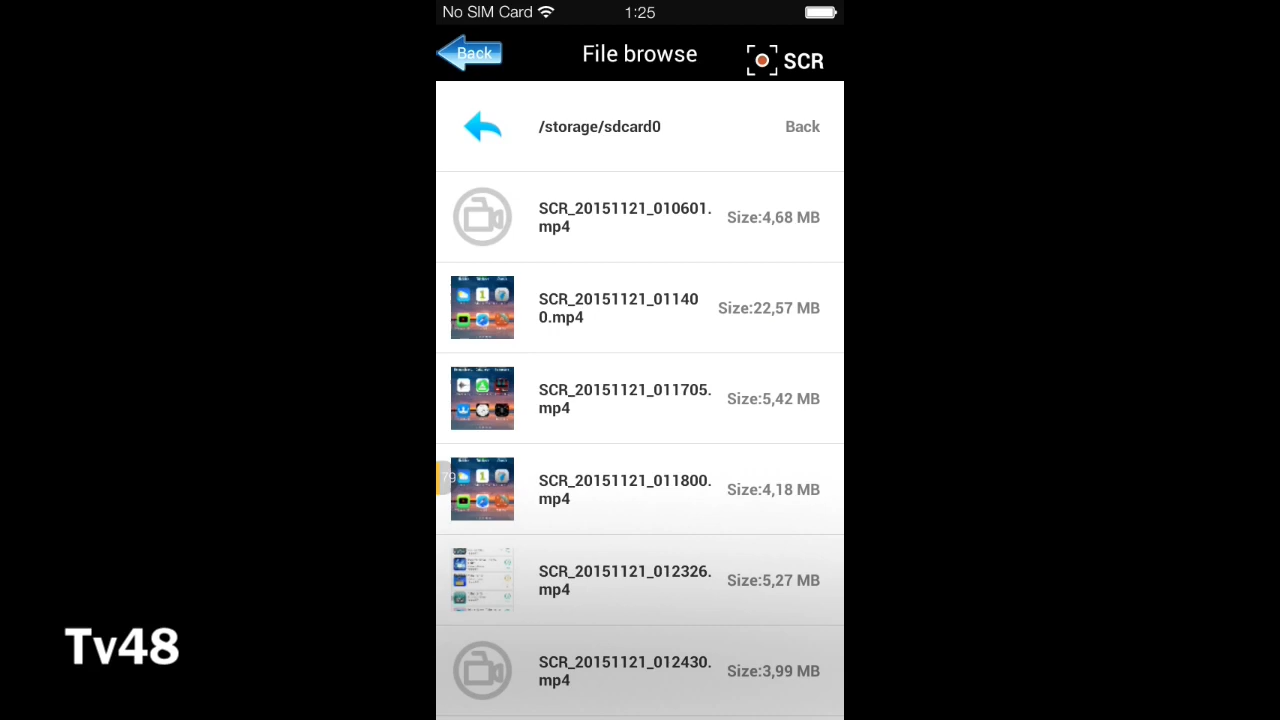 No SIM Card 1:25
Back File browse SCR
/storage/sdcard0 Back
SCR_20151121_010601.
mp4
Size:4,68 MB
SCR_20151121_01140
0.mp4
Size:22,57 MB
SCR_20151121_011705.
mp4
Size:5,42 MB
79
SCR_20151121_011800.
mp4
Size:4,18 MB
SCR_20151121_012326.
mp4
Size:5,27 MB
SCR_20151121_012430.
mp4
Size:3,99 MB
Tv48